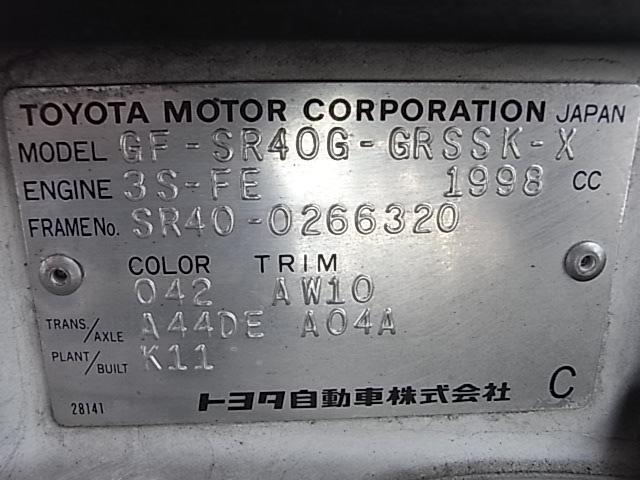 TOYOTA MOTOR CORPORATION JAPAN
MODEL GF-SR40G-GRSSK-X
ENGINE 3S-FE 1998 CC
FRAME No. SR40-0266320
COLOR TRIM
042 AW10
TRANS./AXLE A44DE A04A
PLANT/BUILT K11
28141 トヨタ自動車株式会社 C